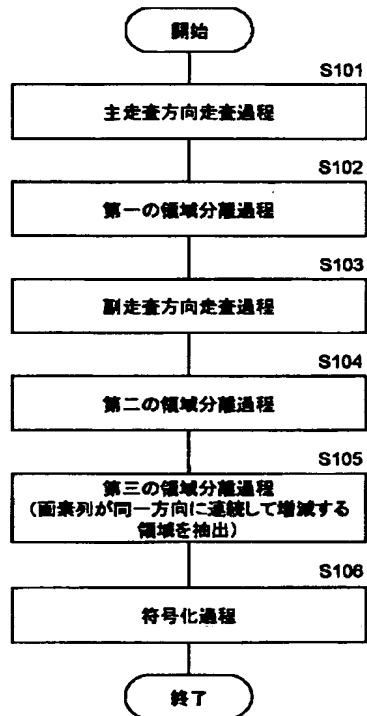 開始
S101
主走査方向走査過程
S102
第一の領域分離過程
S103
副走査方向走査過程
S104
第二の領域分離過程
S105
第三の領域分離過程
（画素列が同一方向に連続して増減する
領域を抽出）
S106
符号化過程
終了